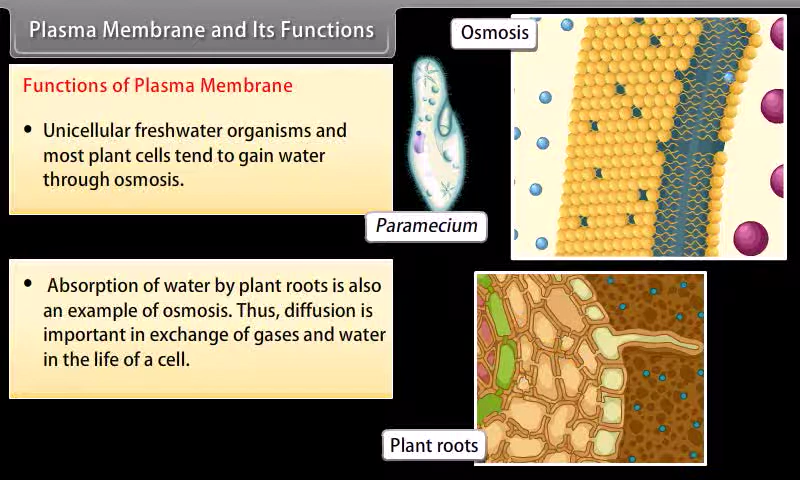 Plasma Membrane and Its Functions
Osmosis
Functions of Plasma Membrane
• Unicellular freshwater organisms and
most plant cells tend to gain water
through osmosis.
Paramecium
• Absorption of water by plant roots is also
an example of osmosis. Thus, diffusion is
important in exchange of gases and water
in the life of a cell.
Plant roots